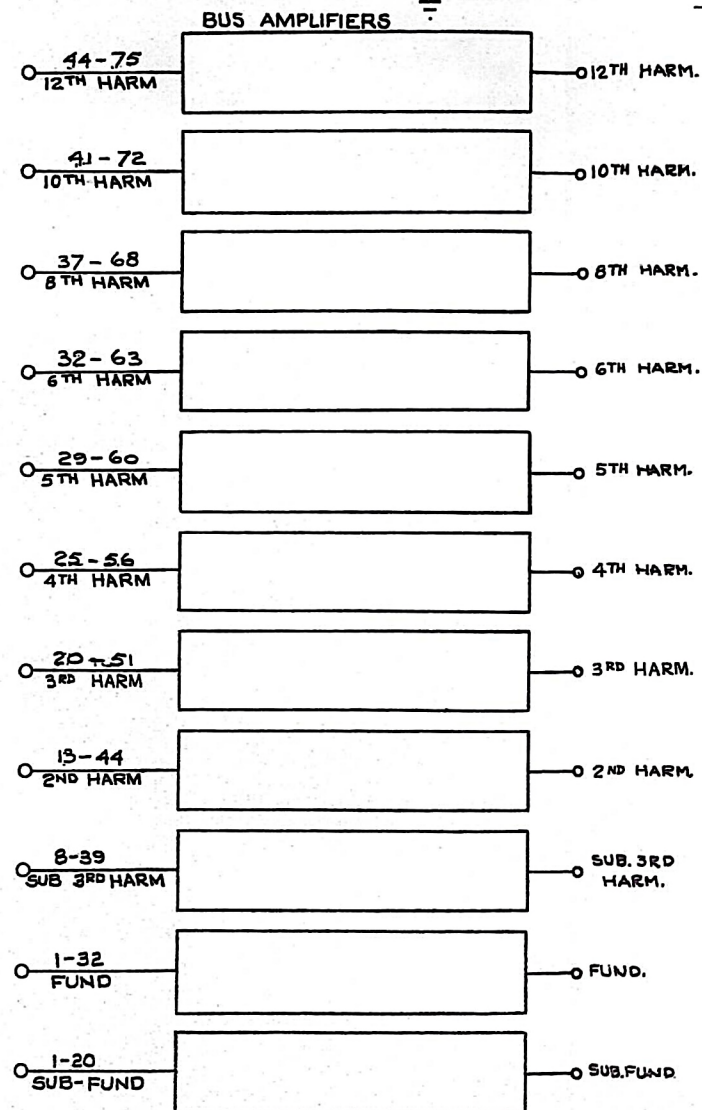 BUS AMPLIFIERS
44-75
12TH HARM
12TH HARM.
41-72
10TH HARM
10TH HARM.
37-68
8TH HARM
8TH HARM.
32-63
6TH HARM
6TH HARM.
29-60
5TH HARM
5TH HARM.
25-56
4TH HARM
4TH HARM.
20-51
3RD HARM
3RD HARM.
13-44
2ND HARM
2ND HARM.
8-39
SUB 3RD HARM
SUB. 3RD
HARM.
1-32
FUND
FUND.
1-20
SUB-FUND
SUB.FUND